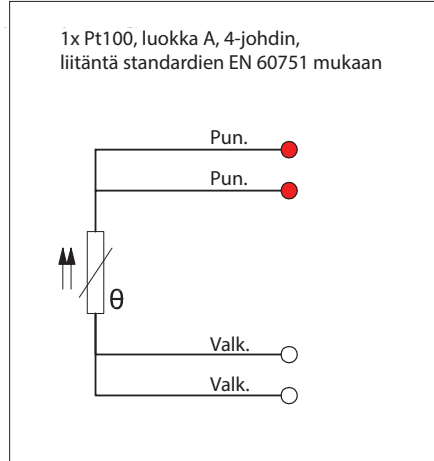 1x Pt100, luokka A, 4-johdin,
liitäntä standardien EN 60751 mukaan
Pun.
Pun.
θ
Valk.
Valk.